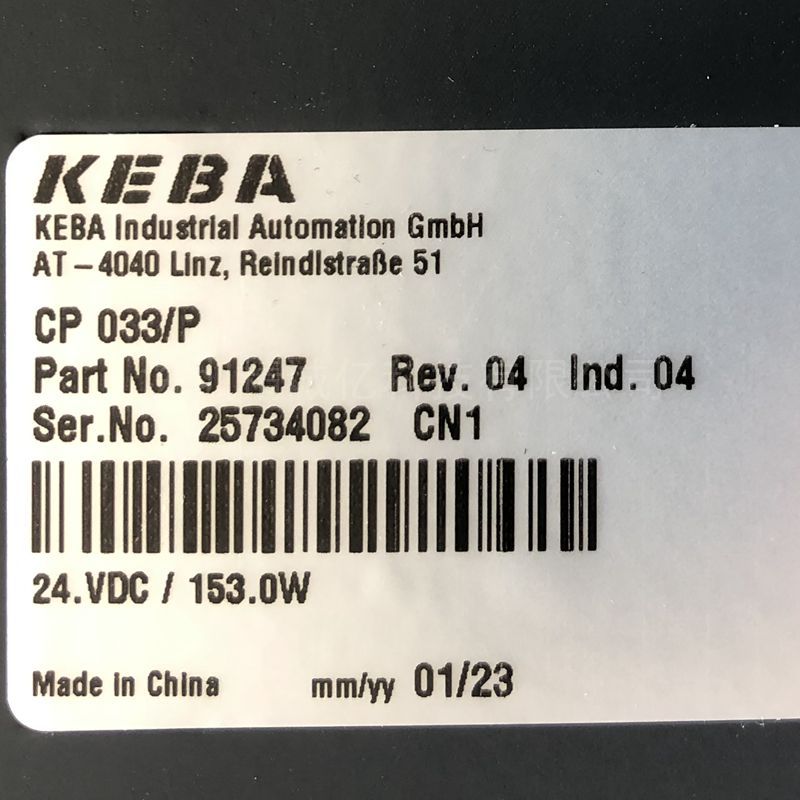 KEBA
KEBA Industrial Automation GmbH
AT-4040 Linz, Reindlstraße 51
CP 033/P
Part No. 91247 Rev. 04 Ind. 04
Ser.No. 25734082 CN1
24.VDC / 153.0W
Made in China mm/yy 01/23